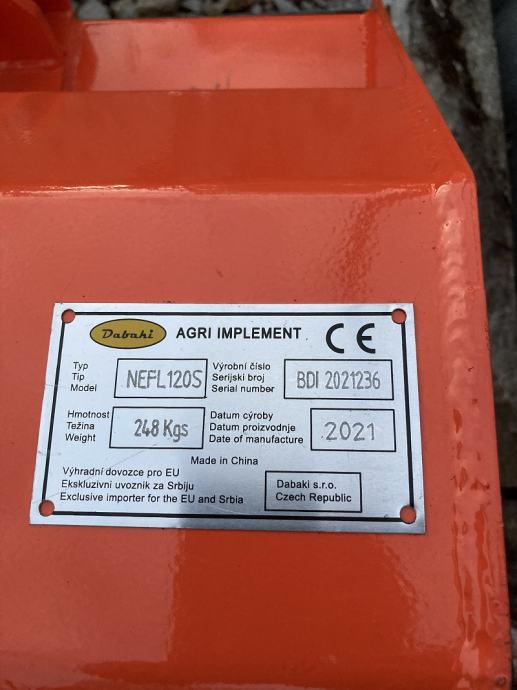 Dabaki AGRI IMPLEMENT CE
Typ
Tip
Model
NEFL120S
Výrobní číslo
Serijski broj
Serial number
BDI 2021236
Hmotnost
Težina
Weight
248 Kgs
Datum cýroby
Datum proizvodnje
Date of manufacture
2021
Made in China
Výhradní dovozce pro EU
Ekskluzivni uvoznik za Srbiju
Exclusive importer for the EU and Srbia
Dabaki s.r.o.
Czech Republic